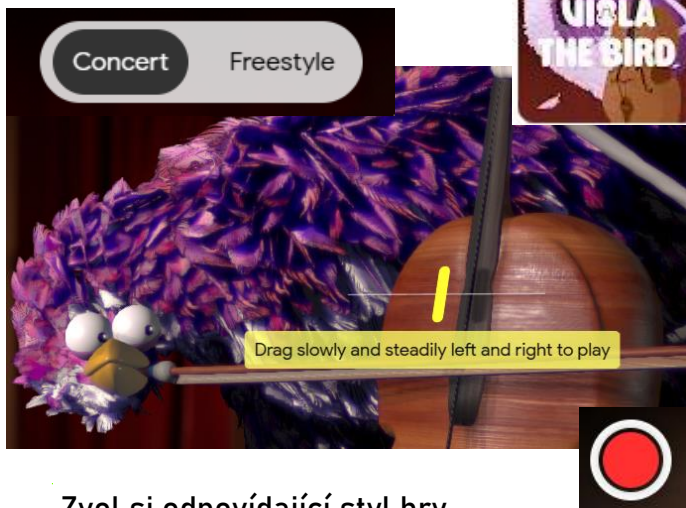 VIOLA
THE BIRD
Concert Freestyle
Drag slowly and steadily left and right to play
Zvol si odpovídající styl hry